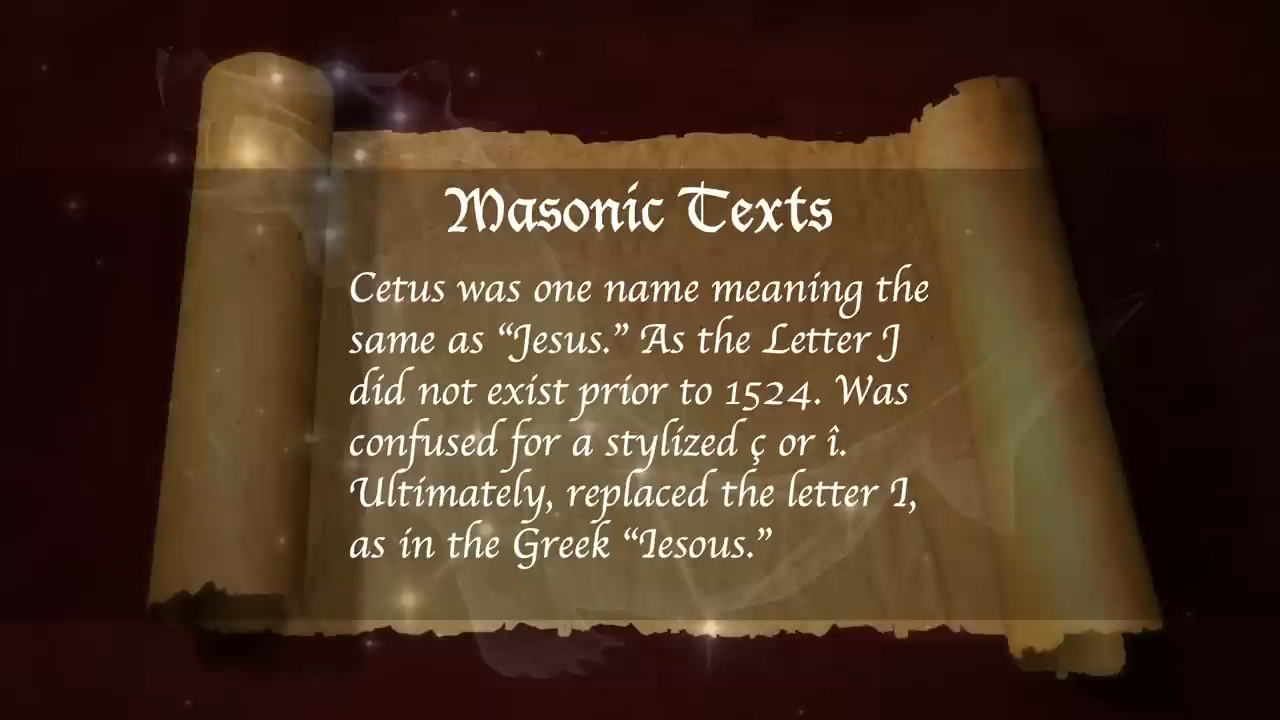 Masonic Texts
Cetus was one name meaning the
same as “Jesus.” As the Letter J
did not exist prior to 1524. Was
confused for a stylized ç or î.
Ultimately, replaced the letter I,
as in the Greek “Iesous.”